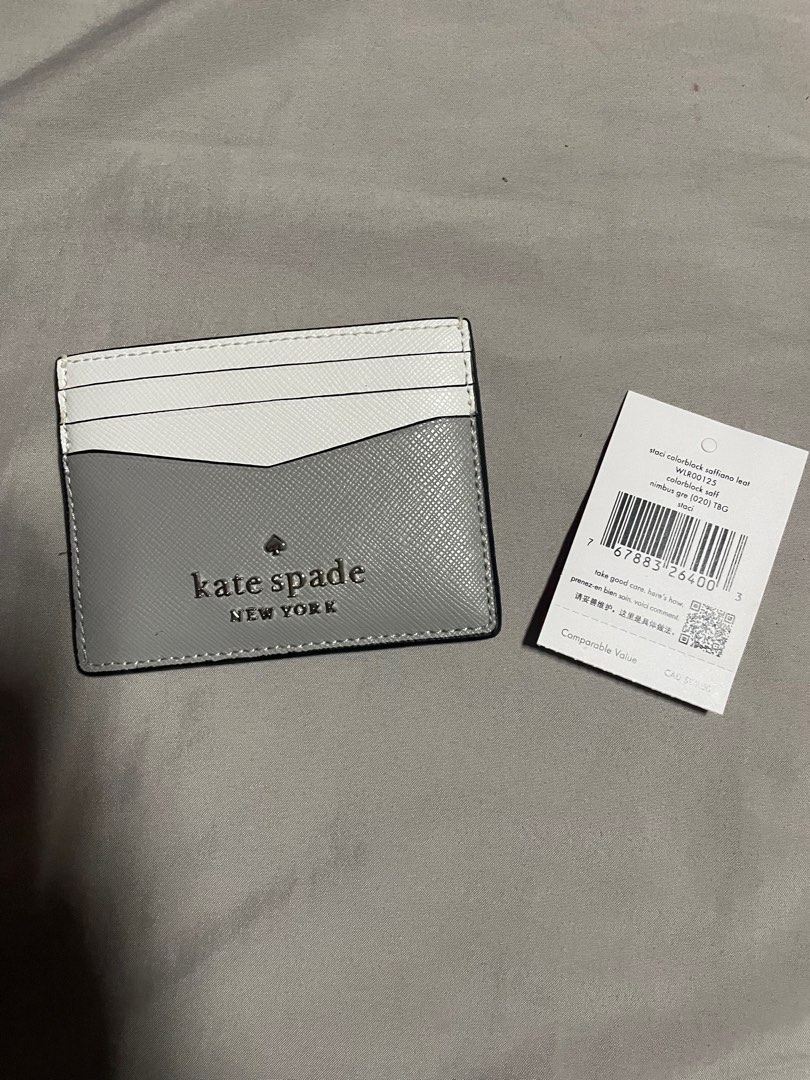 kate spade
NEW YORK
staci colorblock saffiano leat
WLR00125
colorblock saff
nimbus gre (020) TBG
staci
7 67883 26400 3
take good care, here's how.
prenez-en bien soin, voici comment.
请妥善维护。这里是具体做法。
Comparable Value
CAD